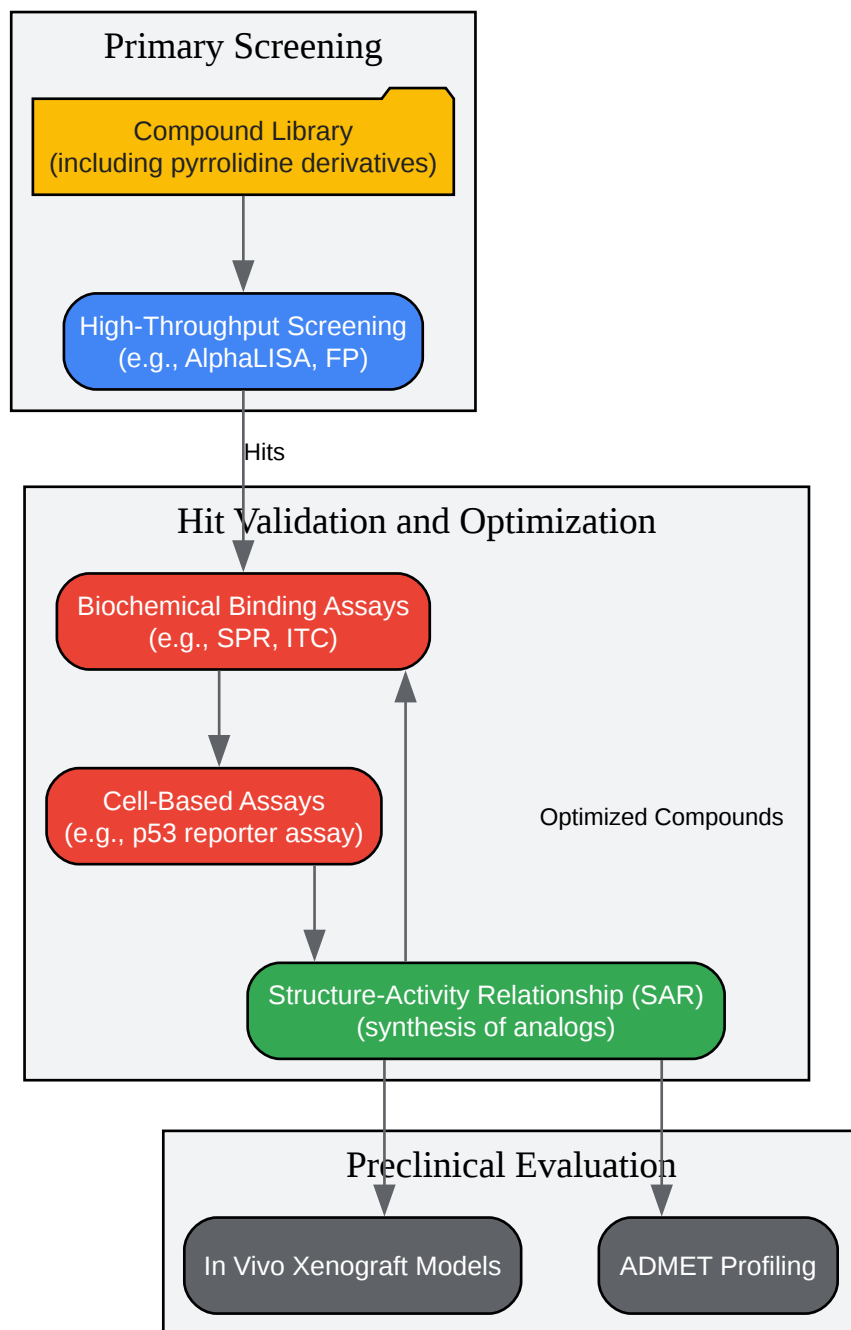 Primary Screening
Compound Library
(including pyrrolidine derivatives)
High-Throughput Screening
(e.g., AlphaLISA, FP)
Hits
Hit Validation and Optimization
Biochemical Binding Assays
(e.g., SPR, ITC)
Cell-Based Assays
(e.g., p53 reporter assay)
Optimized Compounds
Structure-Activity Relationship (SAR)
(synthesis of analogs)
Preclinical Evaluation
In Vivo Xenograft Models
ADMET Profiling